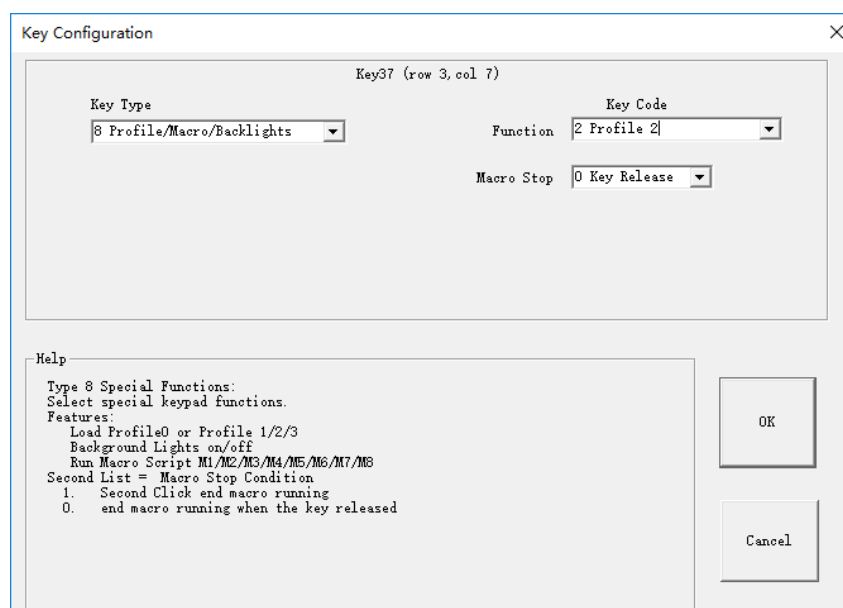 Key Configuration
Key37 (row 3,col 7)
Key Type
Key Code
8 Profile/Macro/Backlights
Function
2 Profile 2
Macro Stop
0 Key Release
Help
Type 8 Special Functions:
Select special keypad functions.
Features:
Load Profile0 or Profile 1/2/3
Background Lights on/off
Run Macro Script M1/M2/M3/M4/M5/M6/M7/M8
Second List = Macro Stop Condition
1. Second Click end macro running
0. end macro running when the key released
OK
Cancel